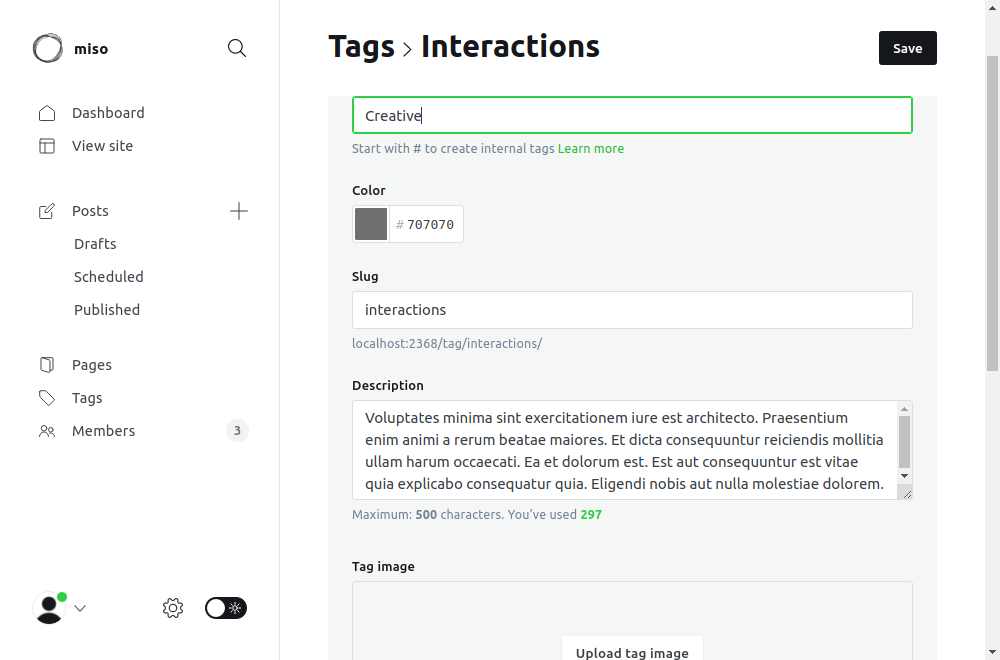 miso
Dashboard
View site
Posts
Drafts
Scheduled
Published
Pages
Tags
Members
3
Tags
Interactions
Save
Creative
Start with # to create internal tags Learn more
Color
# 707070
Slug
interactions
localhost:2368/tag/interactions/
Description
Voluptates minima sint exercitationem iure est architecto. Praesentium
enim animi a rerum beatae maiores. Et dicta consequuntur reiciendis mollitia
ullam harum occaecati. Ea et dolorum est. Est aut consequuntur est vitae
quia explicabo consequatur quia. Eligendi nobis aut nulla molestiae dolorem.
Maximum: 500 characters. You’ve used 297
Tag image
Upload tag image